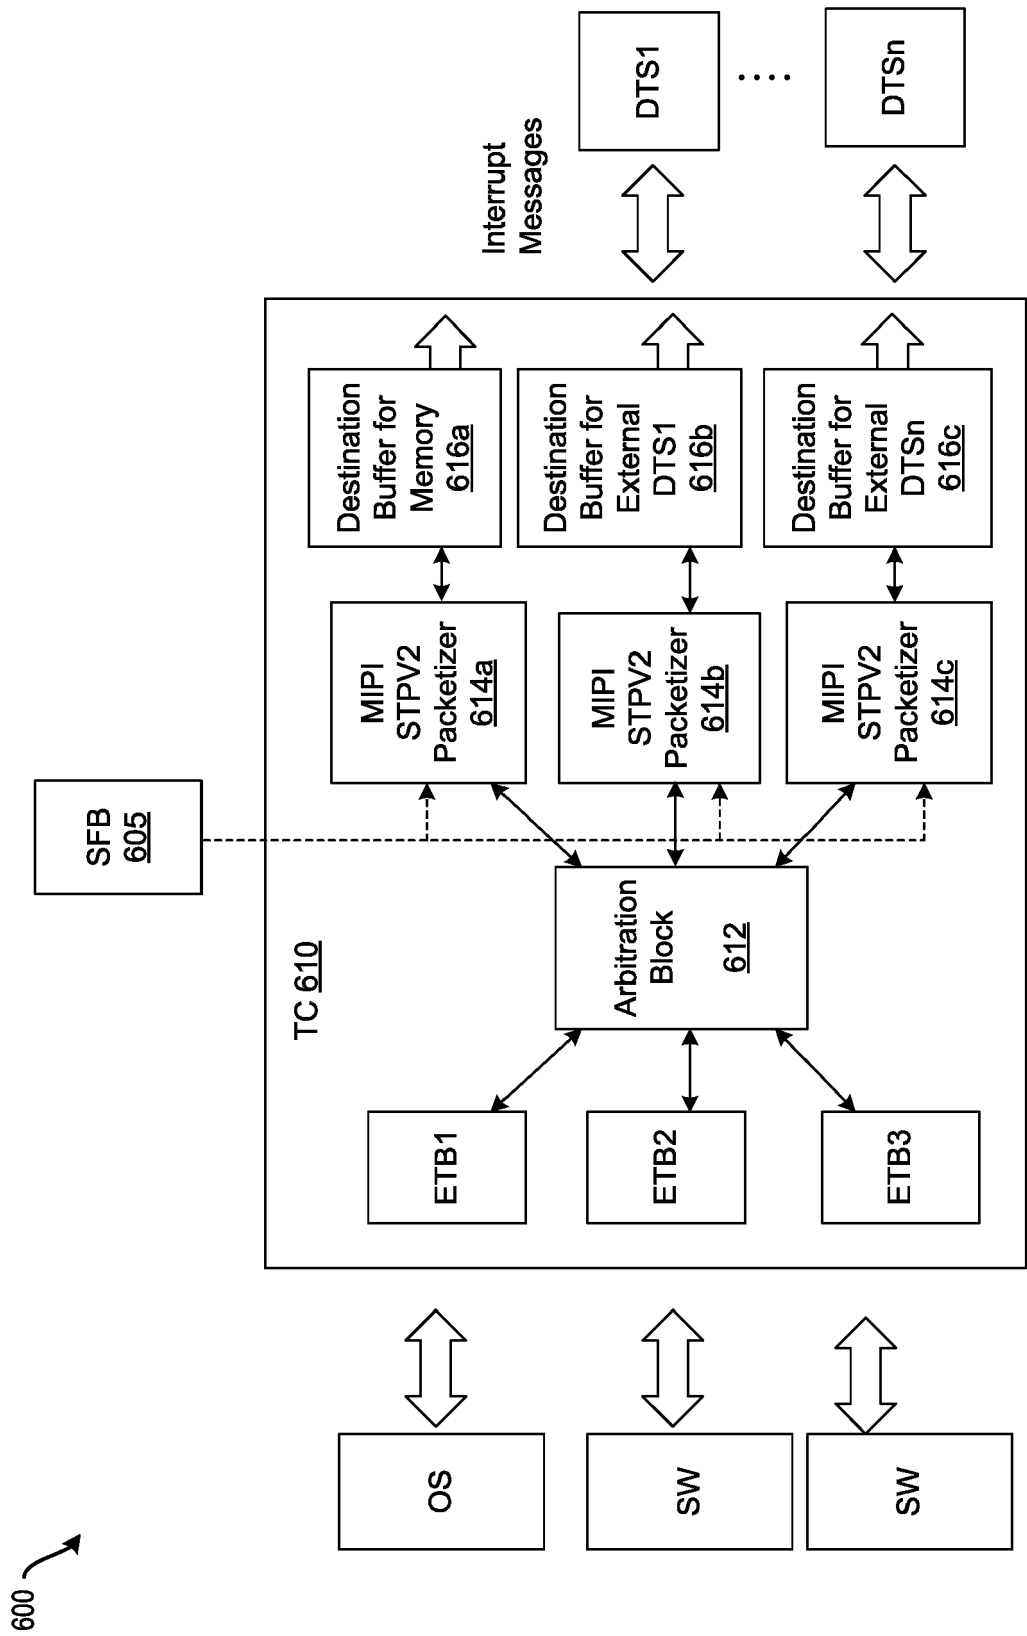 600
SFB
605
TC 610
OS
SW
SW
ETB1
ETB2
ETB3
Arbitration
Block
612
MIPI
STPV2
Packetizer
614a
MIPI
STPV2
Packetizer
614b
MIPI
STPV2
Packetizer
614c
Destination
Buffer for
Memory
616a
Destination
Buffer for
External
DTS1
616b
Destination
Buffer for
External
DTSn
616c
Interrupt
Messages
DTS1
....
DTSn